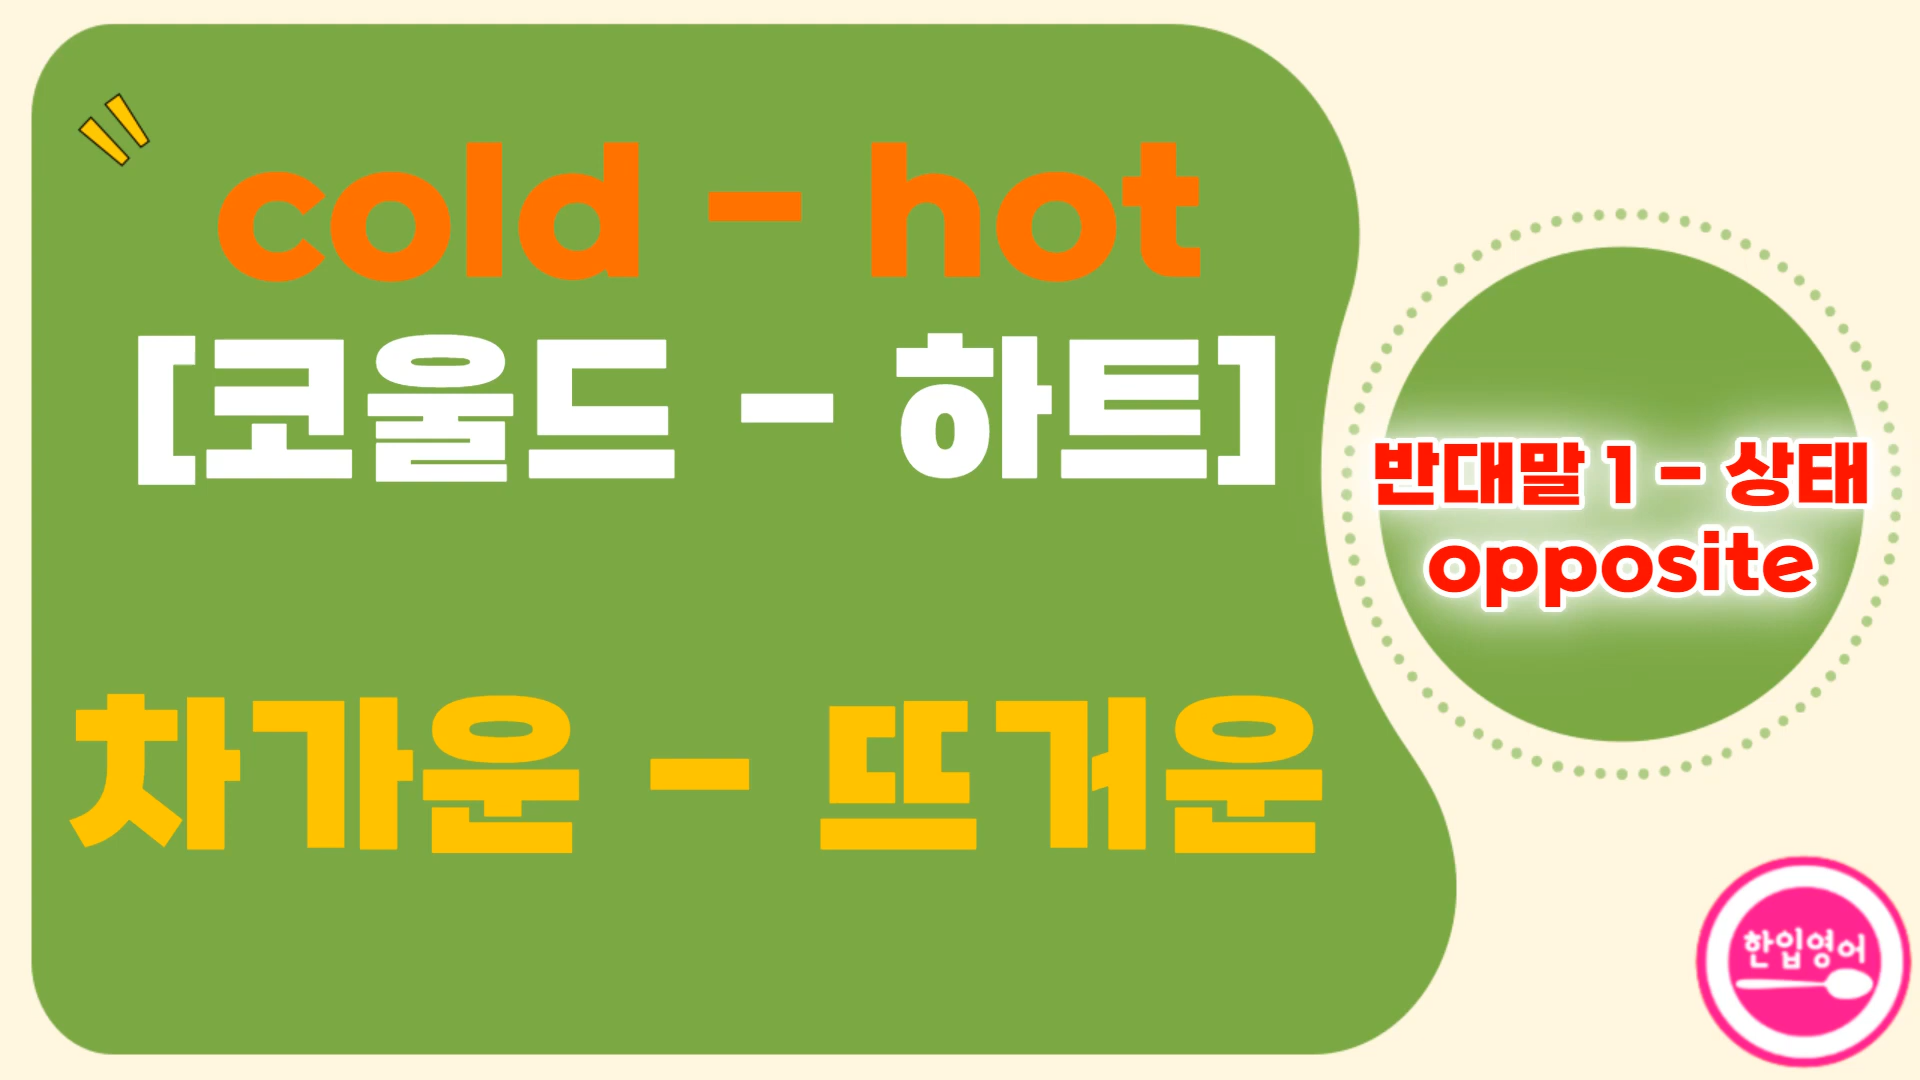 cold - hot
[코울드 - 하트]
차가운 - 뜨거운
반대말 1 - 상태
opposite
한입영어